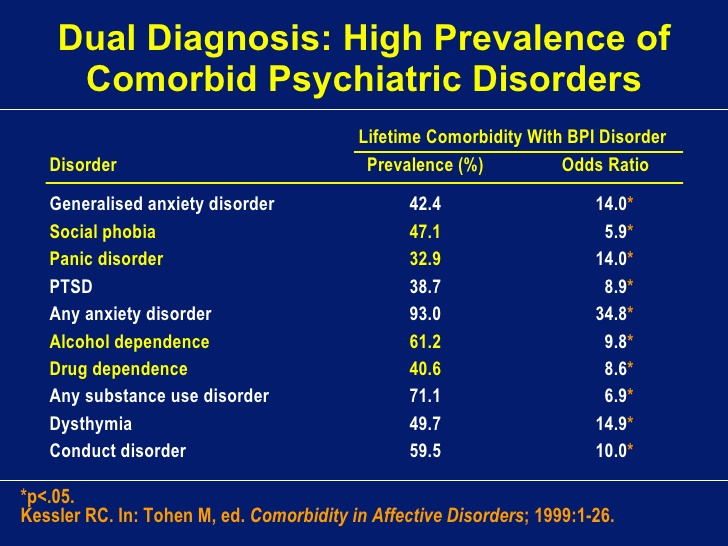 Dual Diagnosis: High Prevalence of
Comorbid Psychiatric Disorders
Lifetime Comorbidity With BPI Disorder
Disorder Prevalence (%) Odds Ratio
Generalised anxiety disorder 42.4 14.0*
Social phobia 47.1 5.9*
Panic disorder 32.9 14.0*
PTSD 38.7 8.9*
Any anxiety disorder 93.0 34.8*
Alcohol dependence 61.2 9.8*
Drug dependence 40.6 8.6*
Any substance use disorder 71.1 6.9*
Dysthymia 49.7 14.9*
Conduct disorder 59.5 10.0*
*p<.05.
Kessler RC. In: Tohen M, ed. Comorbidity in Affective Disorders; 1999:1-26.